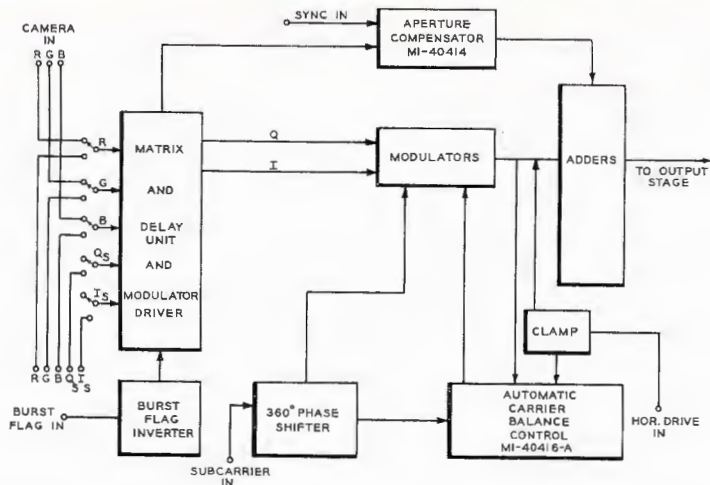 SYNC IN
APERTURE
COMPENSATOR
MI-40414
CAMERA
IN
R G B
R
G
B
QS
IS
MATRIX
AND
DELAY
UNIT
AND
MODULATOR
DRIVER
Q
I
MODULATORS
ADDERS
TO OUTPUT
STAGE
CLAMP
R G B QS IS
BURST
FLAG IN
BURST
FLAG
INVERTER
360° PHASE
SHIFTER
SUBCARRIER
IN
AUTOMATIC
CARRIER
BALANCE
CONTROL
MI-40416-A
HOR. DRIVE
IN